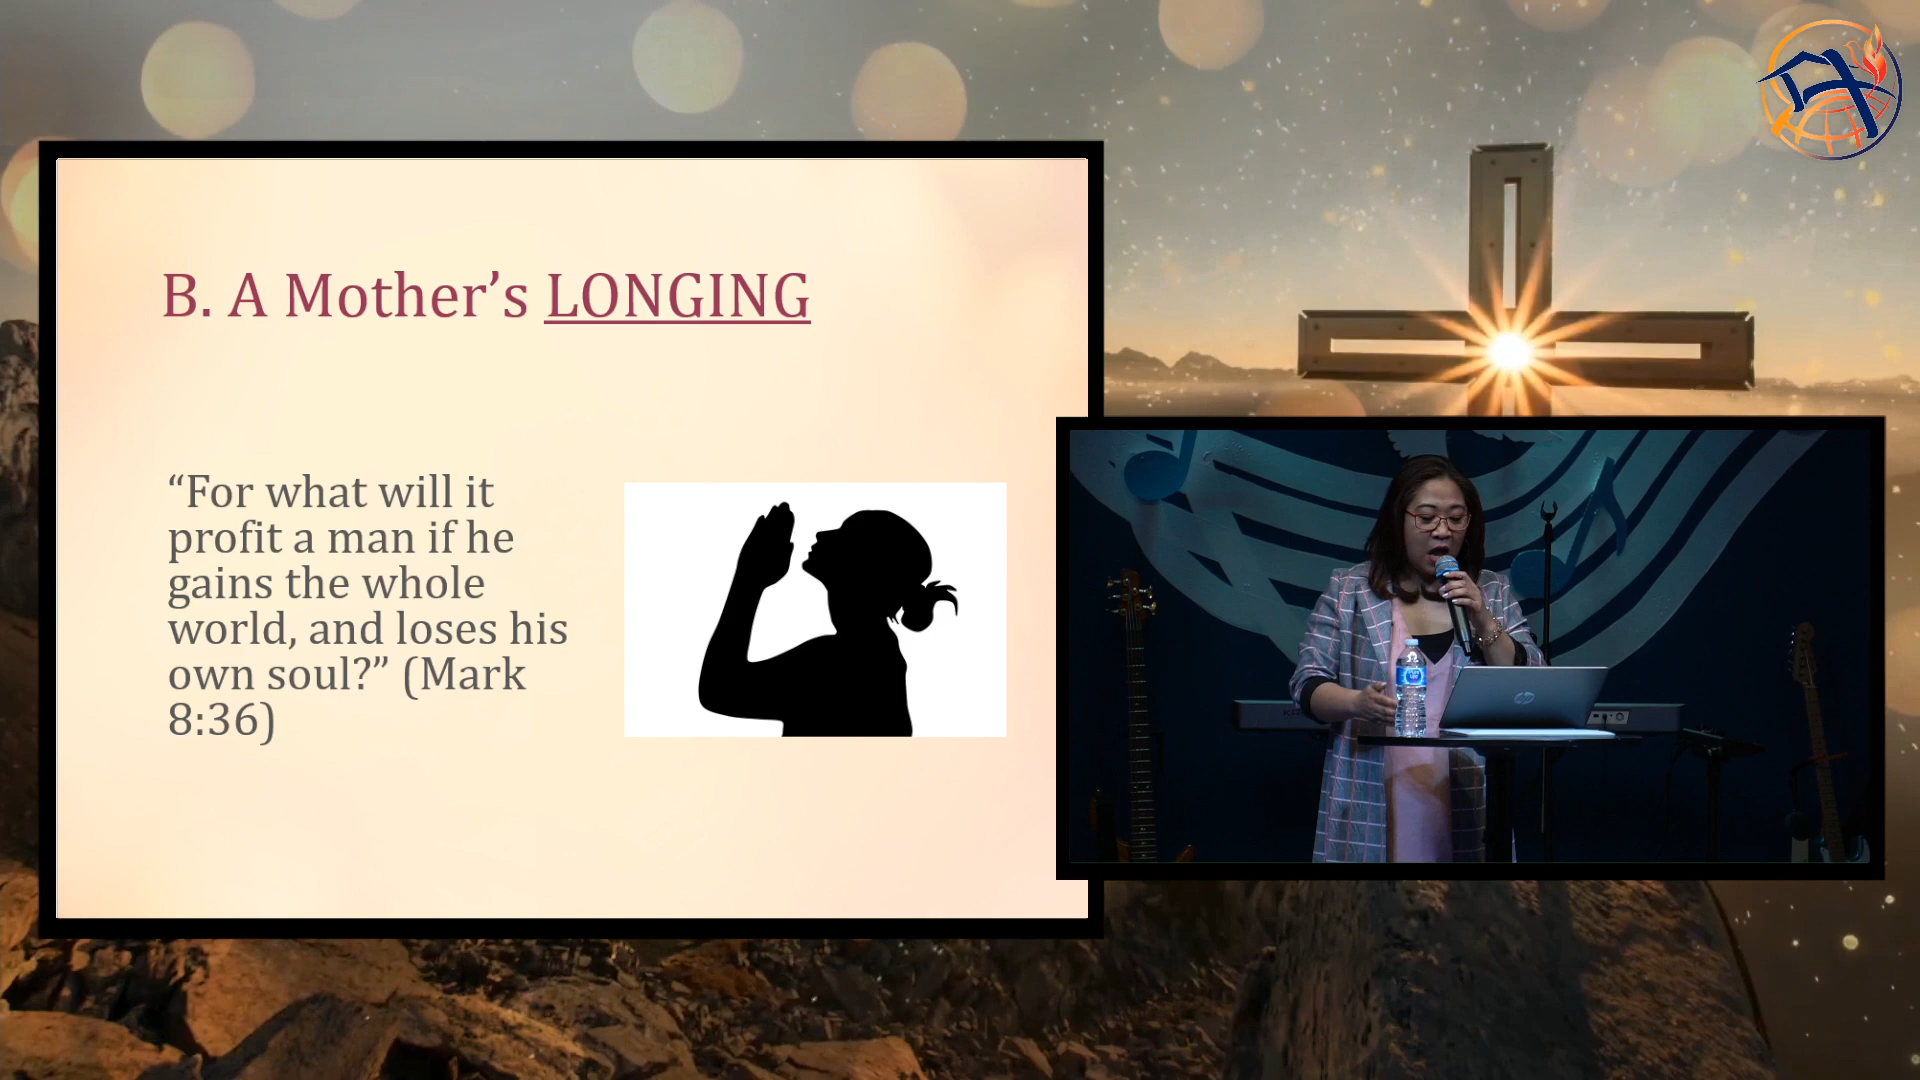 B. A Mother’s LONGING
“For what will it
profit a man if he
gains the whole
world, and loses his
own soul?” (Mark
8:36)
hp